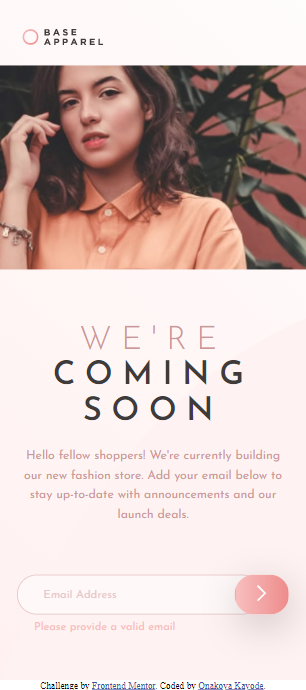 BASE
APPAREL
WE'RE
COMING
SOON
Hello fellow shoppers! We're currently building
our new fashion store. Add your email below to
stay up-to-date with announcements and our
launch deals.
Email Address
Please provide a valid email
Challenge by Frontend Mentor. Coded by Onakoya Kayode.